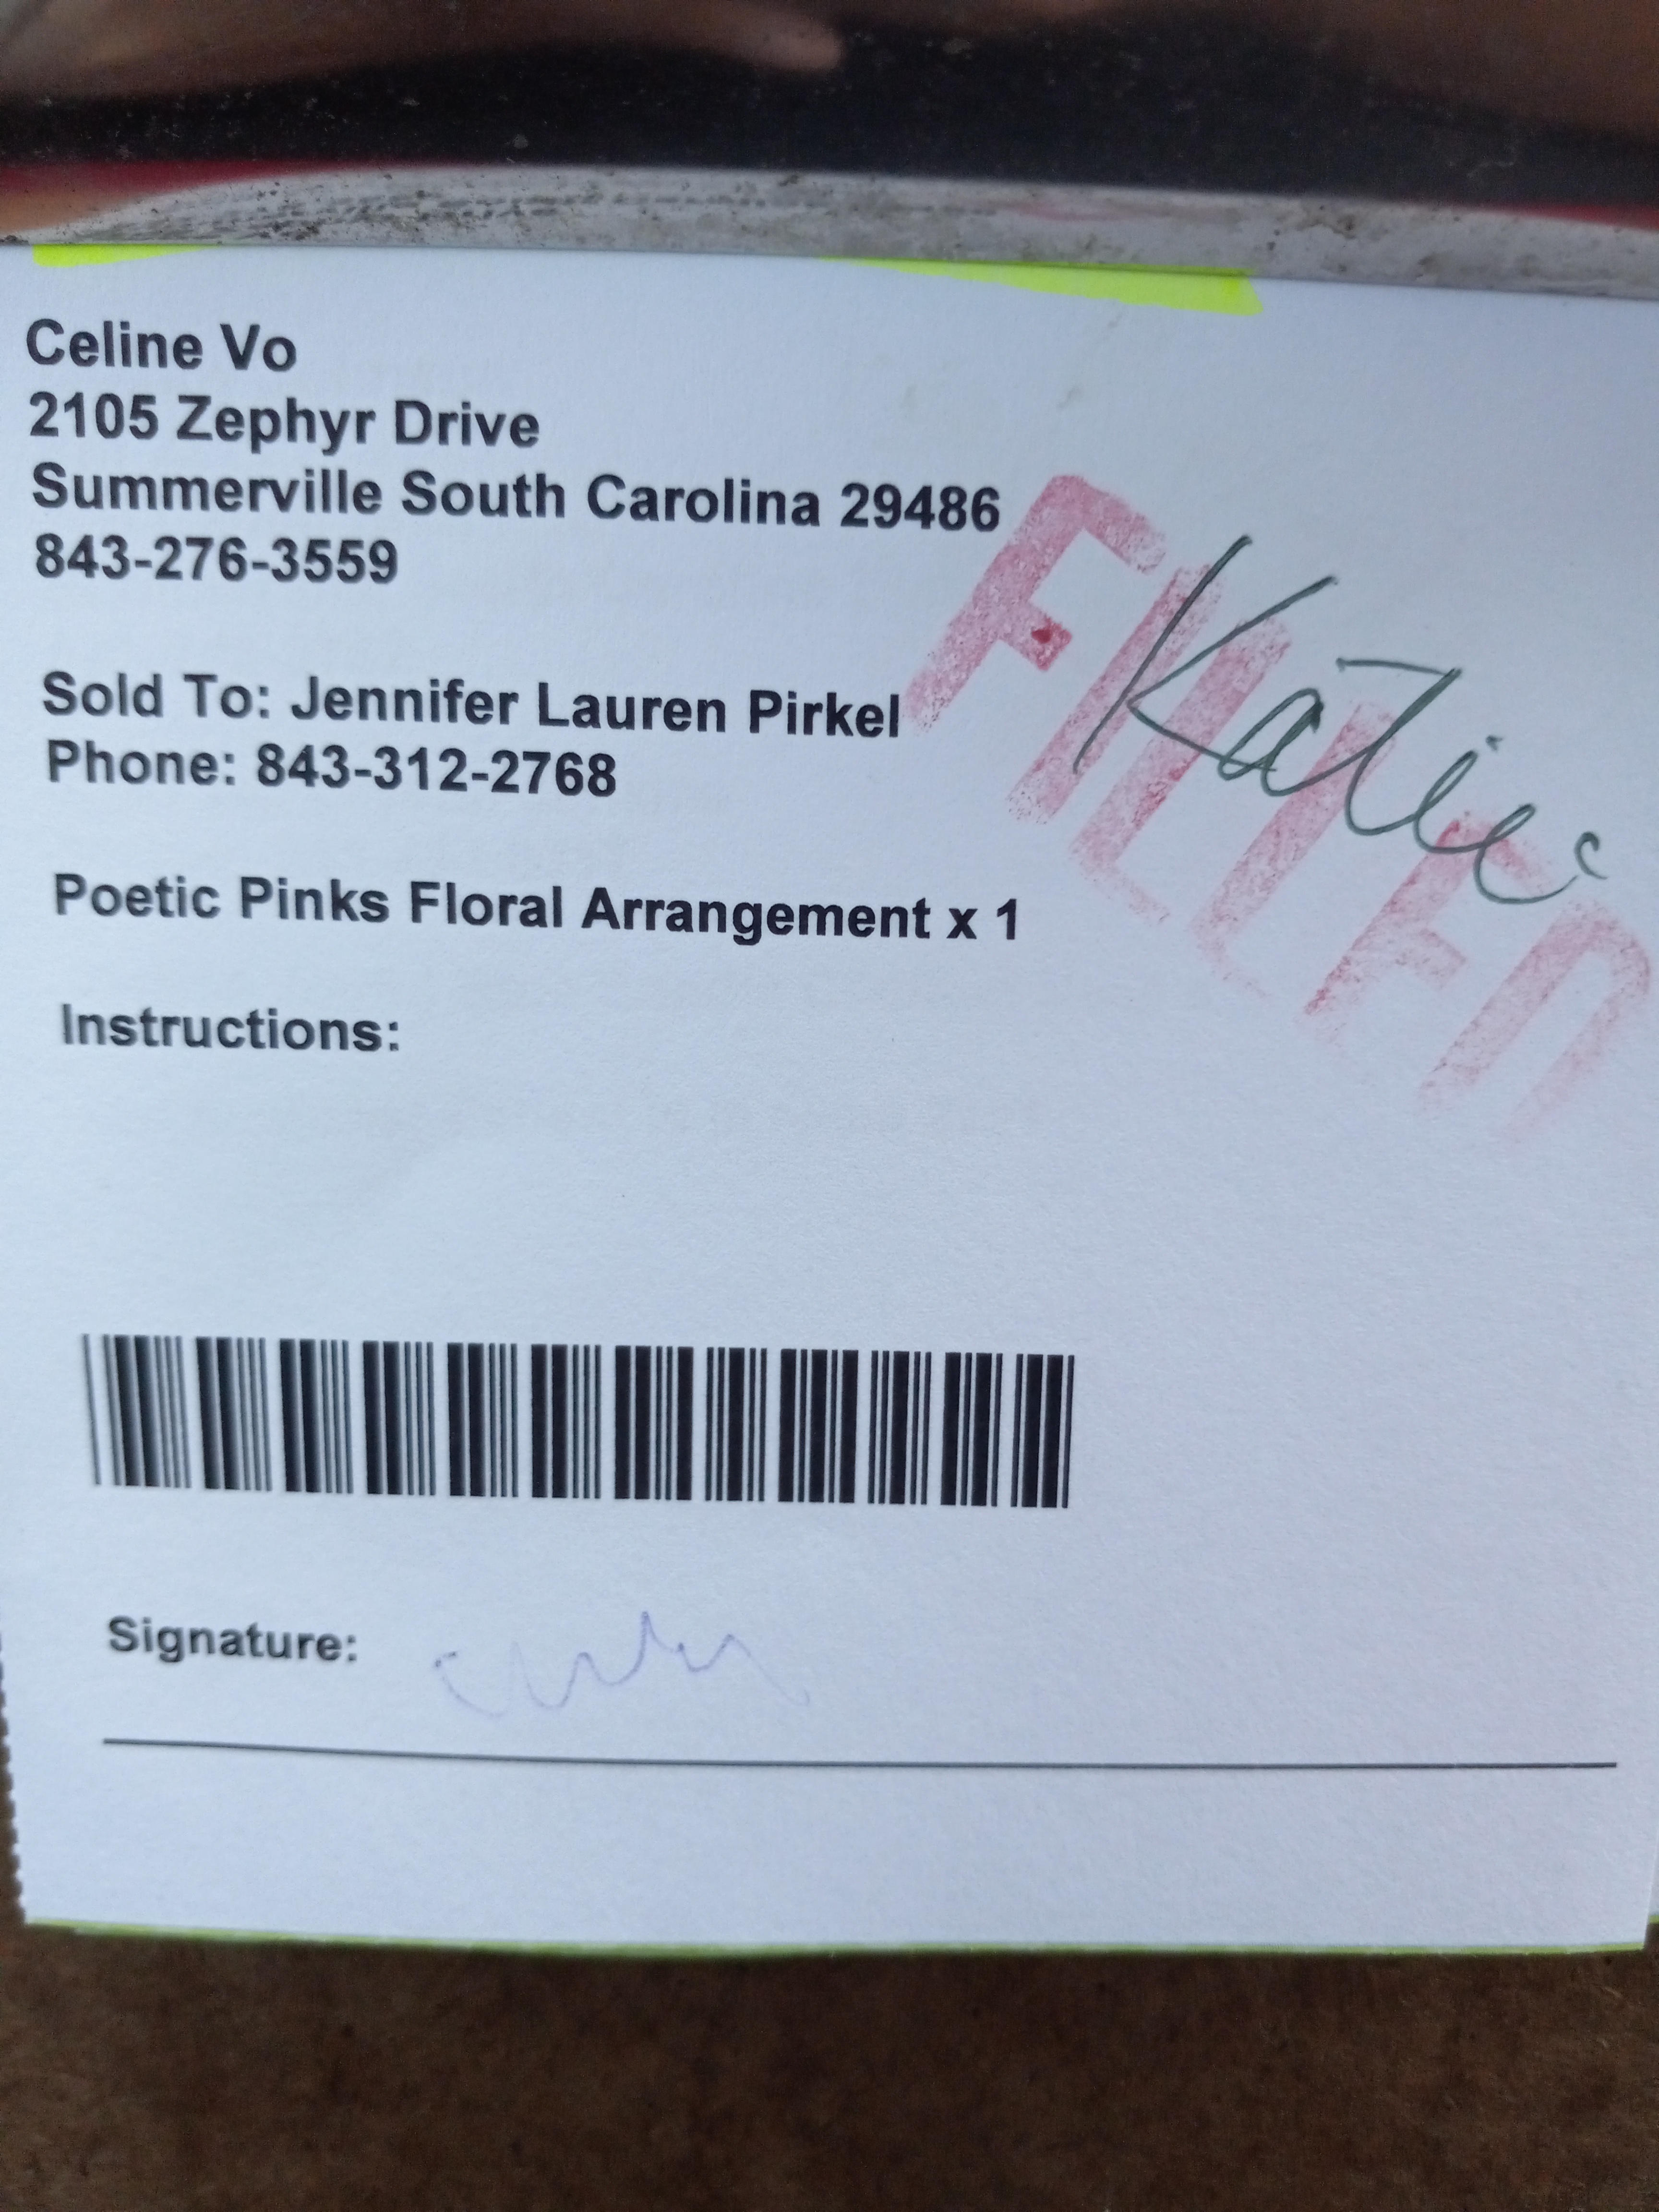 Celine Vo
2105 Zephyr Drive
Summerville South Carolina 29486
843-276-3559
FILLED
Katie
Sold To: Jennifer Lauren Pirkel
Phone: 843-312-2768
Poetic Pinks Floral Arrangement x 1
Instructions:
Signature: